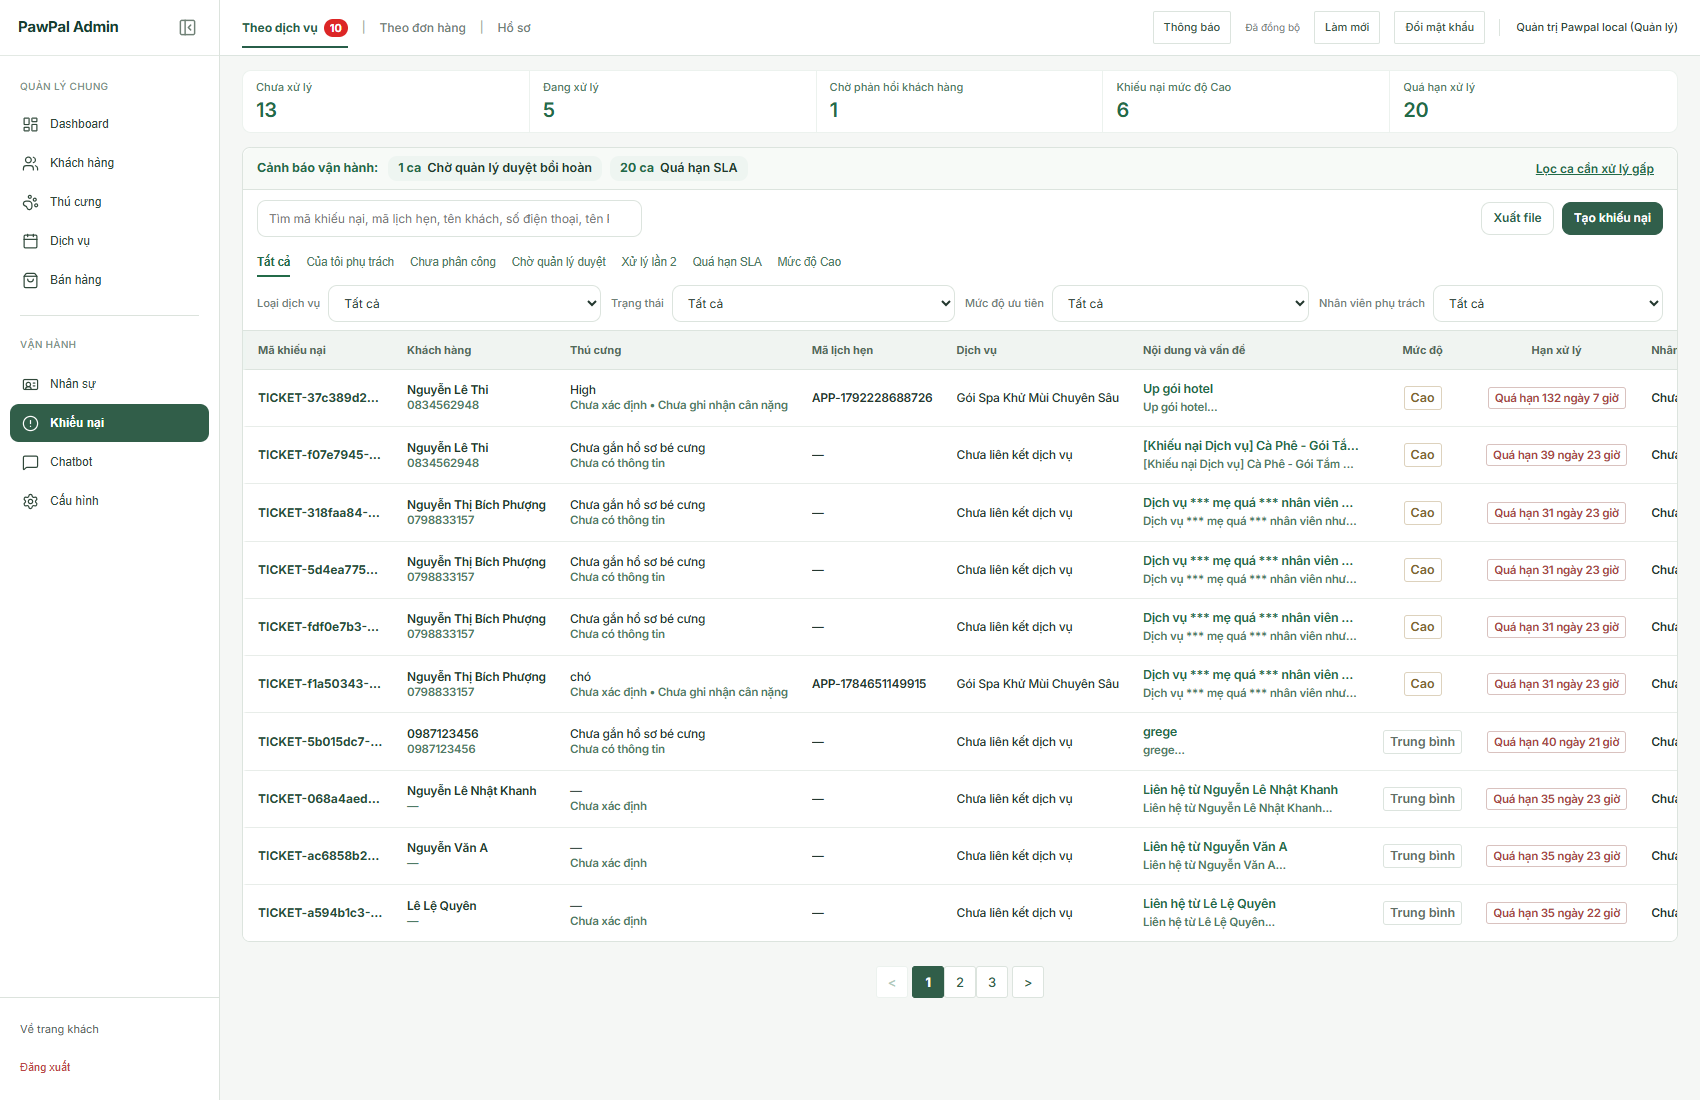 PawPal Admin
Theo dịch vụ 10 | Theo đơn hàng | Hồ sơ
Thông báo Đã đồng bộ Làm mới Đổi mật khẩu Quản trị Pawpal local (Quản lý)
QUẢN LÝ CHUNG
Dashboard
Khách hàng
Thú cưng
Dịch vụ
Bán hàng
VẬN HÀNH
Nhân sự
Khiếu nại
Chatbot
Cấu hình
Về trang khách
Đăng xuất
Chưa xử lý
13
Đang xử lý
5
Chờ phản hồi khách hàng
1
Khiếu nại mức độ Cao
6
Quá hạn xử lý
20
Cảnh báo vận hành: 1 ca Chờ quản lý duyệt bồi hoàn 20 ca Quá hạn SLA Lọc ca cần xử lý gấp
Tìm mã khiếu nại, mã lịch hẹn, tên khách, số điện thoại, tên
Xuất file Tạo khiếu nại
Tất cả Của tôi phụ trách Chưa phân công Chờ quản lý duyệt Xử lý lần 2 Quá hạn SLA Mức độ Cao
Loại dịch vụ Tất cả Trạng thái Tất cả Mức độ ưu tiên Tất cả Nhân viên phụ trách Tất cả
Mã khiếu nại Khách hàng Thú cưng Mã lịch hẹn Dịch vụ Nội dung và vấn đề Mức độ Hạn xử lý
TICKET-37c389d2... Nguyễn Lê Thi High APP-1792228688726 Gói Spa Khử Mùi Chuyên Sâu Up gói hotel Cao Quá hạn 132 ngày 7 giờ
0834562948 Chưa xác định • Chưa ghi nhận cân nặng Up gói hotel...
TICKET-f07e7945-... Nguyễn Lê Thi Chưa gắn hồ sơ bé cưng — Chưa liên kết dịch vụ [Khiếu nại Dịch vụ] Cà Phê - Gói Tắ... Cao Quá hạn 39 ngày 23 giờ
0834562948 Chưa có thông tin [Khiếu nại Dịch vụ] Cà Phê - Gói Tắm ...
TICKET-318faa84-... Nguyễn Thị Bích Phượng Chưa gắn hồ sơ bé cưng — Chưa liên kết dịch vụ Dịch vụ *** mẹ quá *** nhân viên ... Cao Quá hạn 31 ngày 23 giờ
0798833157 Chưa có thông tin Dịch vụ *** mẹ quá *** nhân viên như...
TICKET-5d4ea775... Nguyễn Thị Bích Phượng Chưa gắn hồ sơ bé cưng — Chưa liên kết dịch vụ Dịch vụ *** mẹ quá *** nhân viên ... Cao Quá hạn 31 ngày 23 giờ
0798833157 Chưa có thông tin Dịch vụ *** mẹ quá *** nhân viên như...
TICKET-fdf0e7b3-... Nguyễn Thị Bích Phượng Chưa gắn hồ sơ bé cưng — Chưa liên kết dịch vụ Dịch vụ *** mẹ quá *** nhân viên ... Cao Quá hạn 31 ngày 23 giờ
0798833157 Chưa có thông tin Dịch vụ *** mẹ quá *** nhân viên như...
TICKET-f1a50343-... Nguyễn Thị Bích Phượng chó APP-1784651149915 Gói Spa Khử Mùi Chuyên Sâu Dịch vụ *** mẹ quá *** nhân viên ... Cao Quá hạn 31 ngày 23 giờ
0798833157 Chưa xác định • Chưa ghi nhận cân nặng Dịch vụ *** mẹ quá *** nhân viên như...
TICKET-5b015dc7-... 0987123456 Chưa gắn hồ sơ bé cưng — Chưa liên kết dịch vụ grege Trung bình Quá hạn 40 ngày 21 giờ
0987123456 Chưa có thông tin grege...
TICKET-068a4aed... Nguyễn Lê Nhật Khanh — — Chưa liên kết dịch vụ Liên hệ từ Nguyễn Lê Nhật Khanh Trung bình Quá hạn 35 ngày 23 giờ
— Chưa xác định Liên hệ từ Nguyễn Lê Nhật Khanh...
TICKET-ac6858b2... Nguyễn Văn A — — Chưa liên kết dịch vụ Liên hệ từ Nguyễn Văn A Trung bình Quá hạn 35 ngày 23 giờ
— Chưa xác định Liên hệ từ Nguyễn Văn A...
TICKET-a594b1c3-... Lê Lệ Quyên — — Chưa liên kết dịch vụ Liên hệ từ Lê Lệ Quyên Trung bình Quá hạn 35 ngày 22 giờ
— Chưa xác định Liên hệ từ Lê Lệ Quyên...
< 1 2 3 >